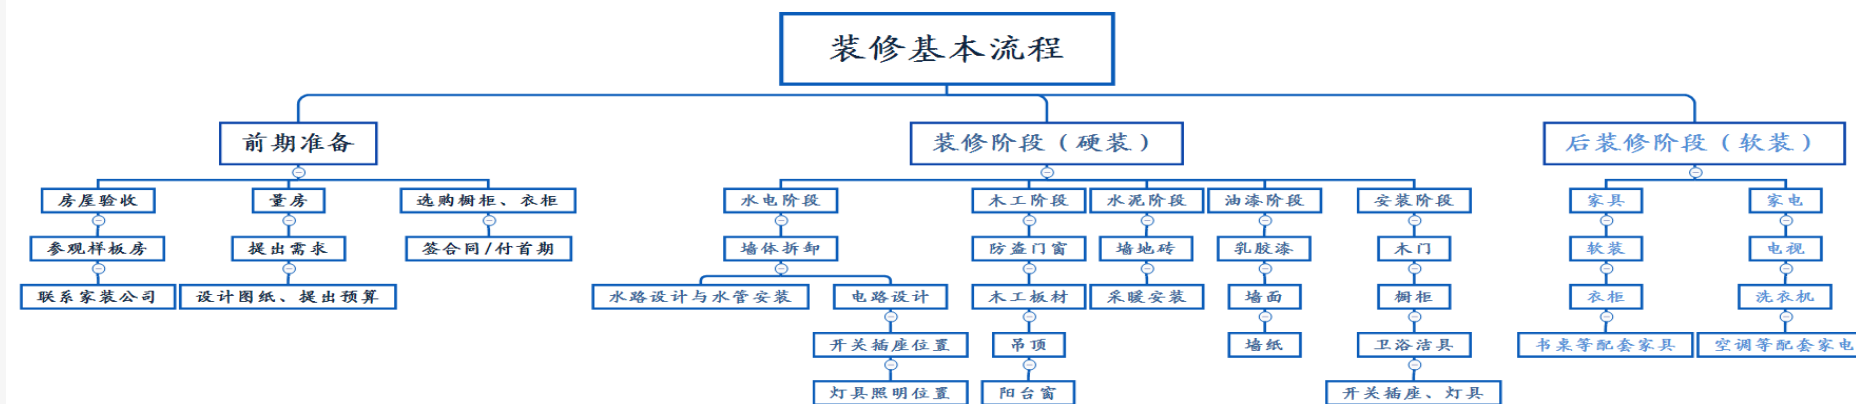 装修基本流程
前期准备
装修阶段（硬装）
后装修阶段（软装）
房屋验收
量房
选购橱柜、衣柜
水电阶段
木工阶段
水泥阶段
油漆阶段
安装阶段
家具
家电
参观样板房
提出需求
签合同/付首期
墙体拆卸
防盗门窗
墙地砖
乳胶漆
木门
软装
电视
联系家装公司
设计图纸、提出预算
水路设计与水管安装
电路设计
木工板材
采暖安装
墙面
橱柜
衣柜
洗衣机
开关插座位置
吊顶
墙纸
卫浴洁具
书桌等配套家具
空调等配套家电
灯具照明位置
阳台窗
开关插座、灯具